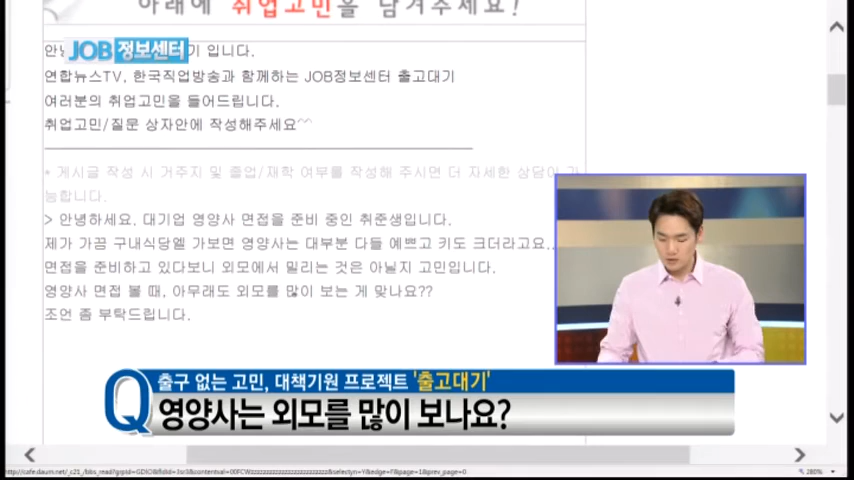 아래에 취업고민을 남겨주세요!
JOB 정보센터
입니다.
연합뉴스TV, 한국직업방송과 함께하는 JOB정보센터 출고대기
여러분의 취업고민을 들어드립니다.
취업고민/질문 상자안에 작성해주세요^^
* 게시글 작성 시 거주지 및 졸업/재학 여부를 작성해 주시면 더 자세한 상담이 가
능합니다.
> 안녕하세요. 대기업 영양사 면접을 준비 중인 취준생입니다.
제가 가끔 구내식당엘 가보면 영양사는 대부분 다들 예쁘고 키도 크더라고요..
면접을 준비하고 있다보니 외모에서 밀리는 것은 아닐지 고민입니다.
영양사 면접 볼 때, 아무래도 외모를 많이 보는 게 맞나요??
조언 좀 부탁드립니다.
출구 없는 고민, 대책기원 프로젝트 '출고대기'
Q 영양사는 외모를 많이 보나요?
280%